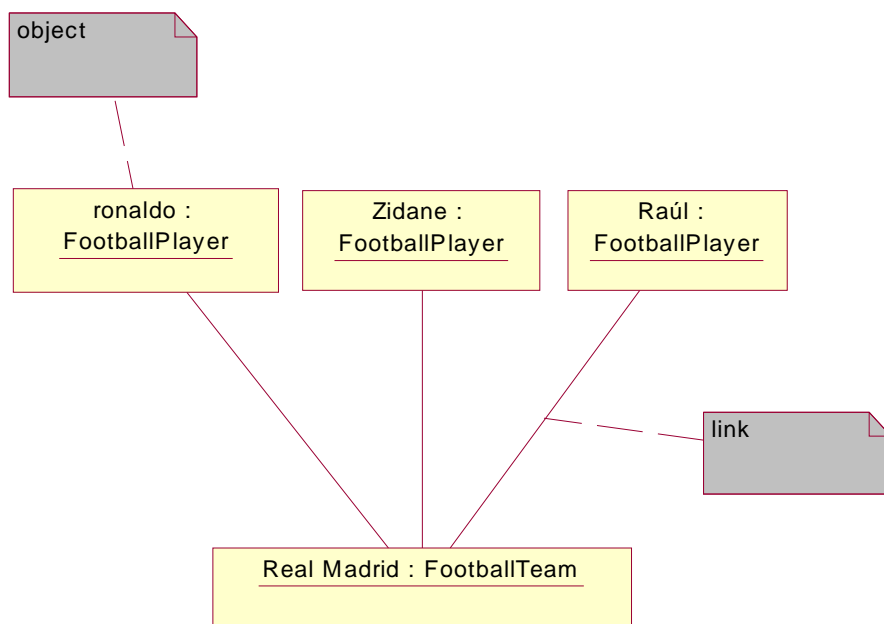 object
ronaldo :
FootballPlayer
Zidane :
FootballPlayer
Raúl :
FootballPlayer
link
Real Madrid : FootballTeam